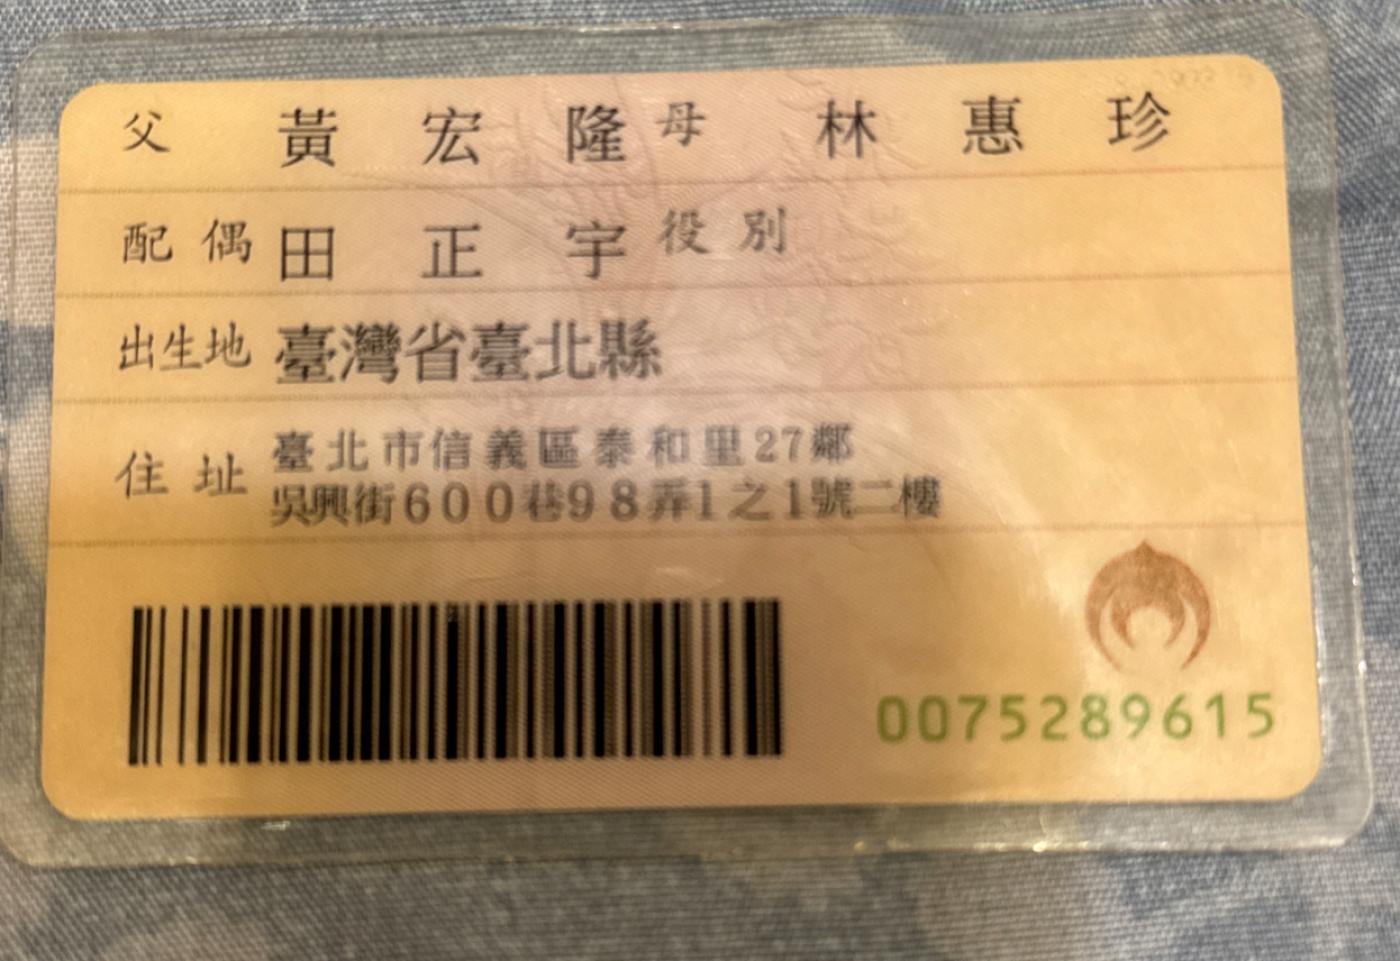 父 黃宏隆 母 林惠珍
配偶 田正宇 役別
出生地 臺灣省臺北縣
住址 臺北市信義區泰和里27鄰
吳興街600巷98弄1之1號二樓
0075289615